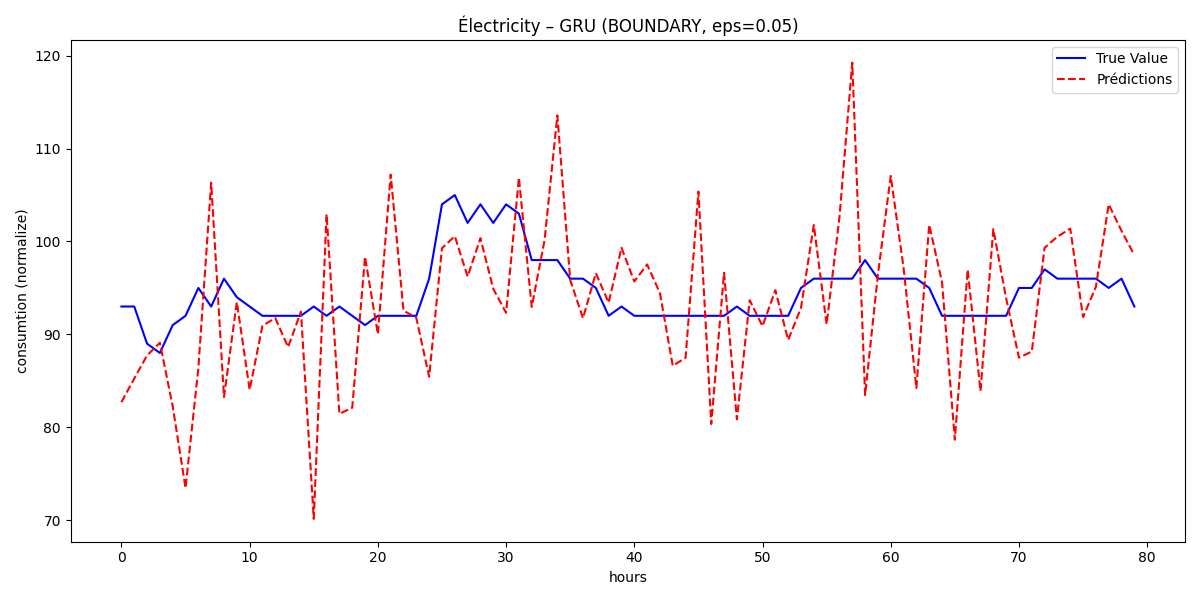 Électricity – GRU (BOUNDARY, eps=0.05)
True Value
Prédictions
consumtion (normalize)
120
110
100
90
80
70
0 10 20 30 40 50 60 70 80
hours